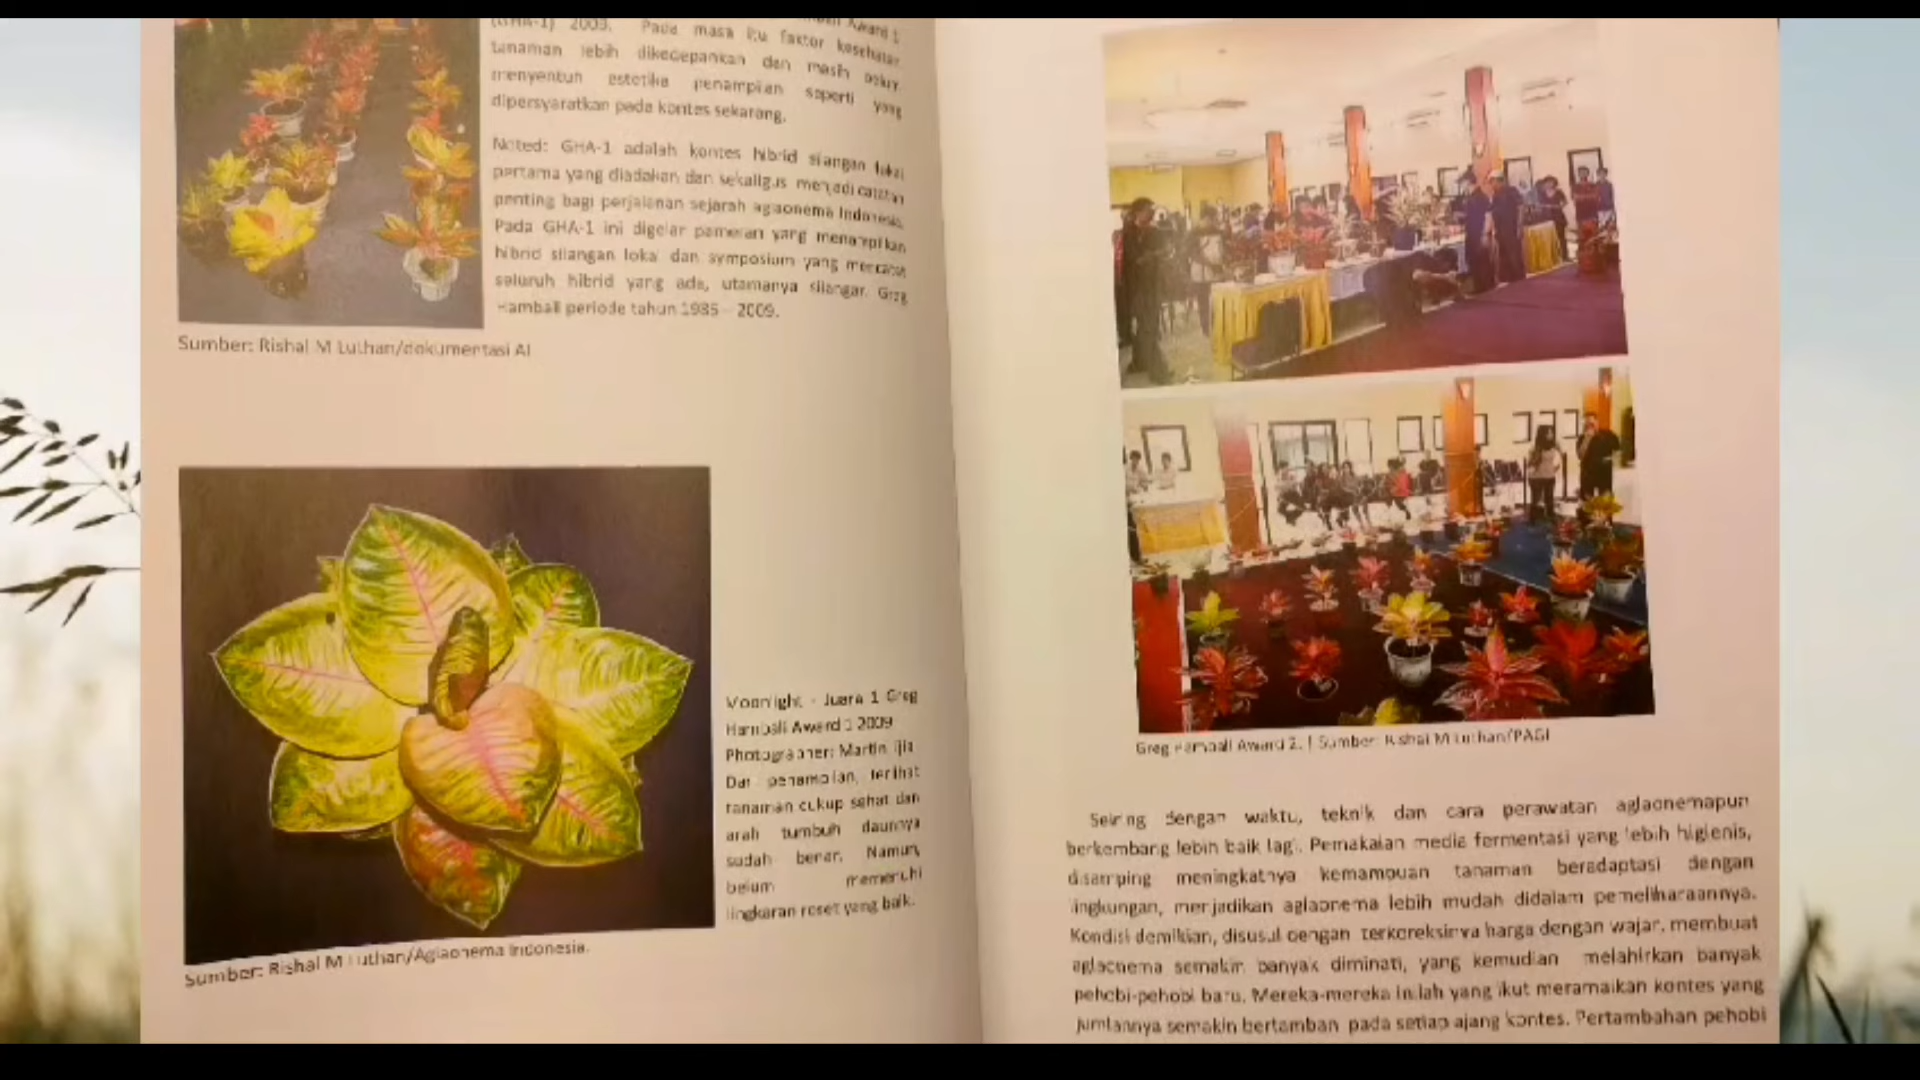 (GHA-1) 2009. Pada masa itu faktor kesehatan
tanaman lebih dikedepankan dan masih belum
menyentuh estetika penampilan seperti yang
dipersyaratkan pada kontes sekarang.
Noted: GHA-1 adalah kontes hibrid silangan lokal
pertama yang diadakan dan sekaligus menjadi catatan
penting bagi perjalanan sejarah aglaonema Indonesia.
Pada GHA-1 ini digelar pameran yang menampilkan
hibrid silangan lokal dan symposium yang mencatat
seluruh hibrid yang ada, utamanya silangan Greg
Hambali periode tahun 1985 - 2009.
Sumber: Rishal M Luthan/dokumentasi AI
Moonlight - Juara 1 Greg
Hambali Award 1 2009
Photographer: Martin
Dari penampilan, terlihat
tanaman cukup sehat dan
arah tumbuh daunnya
sudah benar. Namun,
belum memenuhi
lingkaran roset yang baik.
Sumber: Rishal M Luthan/Aglaonema Indonesia.
Greg Hambali Award 2. | Sumber: Rishal M Luthan/PAGI
Seiring dengan waktu, teknik dan cara perawatan aglaonemapun
berkembang lebih baik lagi. Pemakaian media fermentasi yang lebih higienis,
disamping meningkatnya kemampuan tanaman beradaptasi dengan
lingkungan, menjadikan aglaonema lebih mudah didalam pemeliharaannya.
Kondisi demikian, disusul dengan terkoreksinya harga dengan wajar, membuat
aglaonema semakin banyak diminati, yang kemudian melahirkan banyak
pehobi-pehobi baru. Mereka-mereka inilah yang ikut meramaikan kontes yang
jumlahnya semakin bertambah pada setiap ajang kontes. Pertambahan pehobi